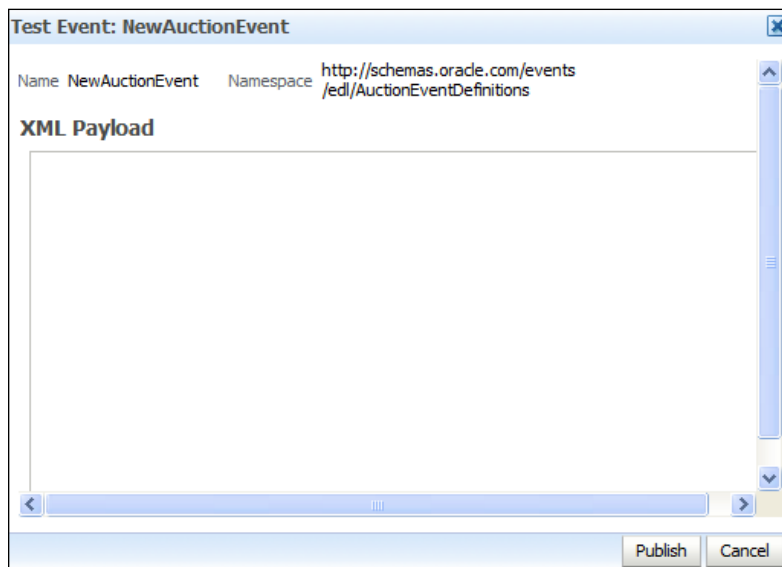 Test Event: NewAuctionEvent
Name NewAuctionEvent Namespace http://schemas.oracle.com/events
/edl/AuctionEventDefinitions
XML Payload
Publish Cancel